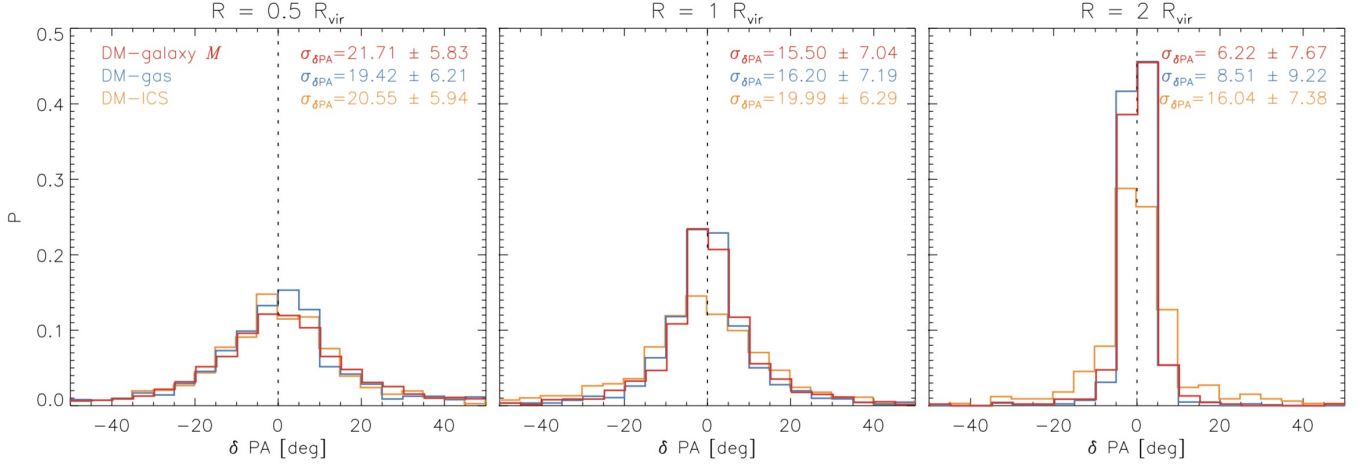 R = 0.5 R_vir
R = 1 R_vir
R = 2 R_vir
DM−galaxy M
DM−gas
DM−ICS
σ_δPA=21.71 ± 5.83
σ_δPA=19.42 ± 6.21
σ_δPA=20.55 ± 5.94
σ_δPA=15.50 ± 7.04
σ_δPA=16.20 ± 7.19
σ_δPA=19.99 ± 6.29
σ_δPA= 6.22 ± 7.67
σ_δPA= 8.51 ± 9.22
σ_δPA=16.04 ± 7.38
0.5
0.4
0.3
0.2
0.1
0.0
P
−40 −20 0 20 40
−40 −20 0 20 40
−40 −20 0 20 40
δ PA [deg]
δ PA [deg]
δ PA [deg]